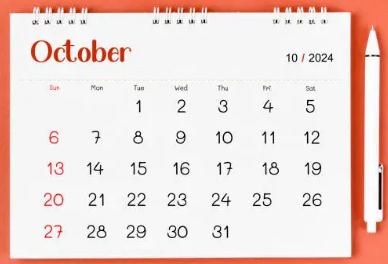 October
10 / 2024
Sun Mon Tue Wed Thu Fri Sat
1 2 3 4 5
6 7 8 9 10 11 12
13 14 15 16 17 18 19
20 21 22 23 24 25 26
27 28 29 30 31